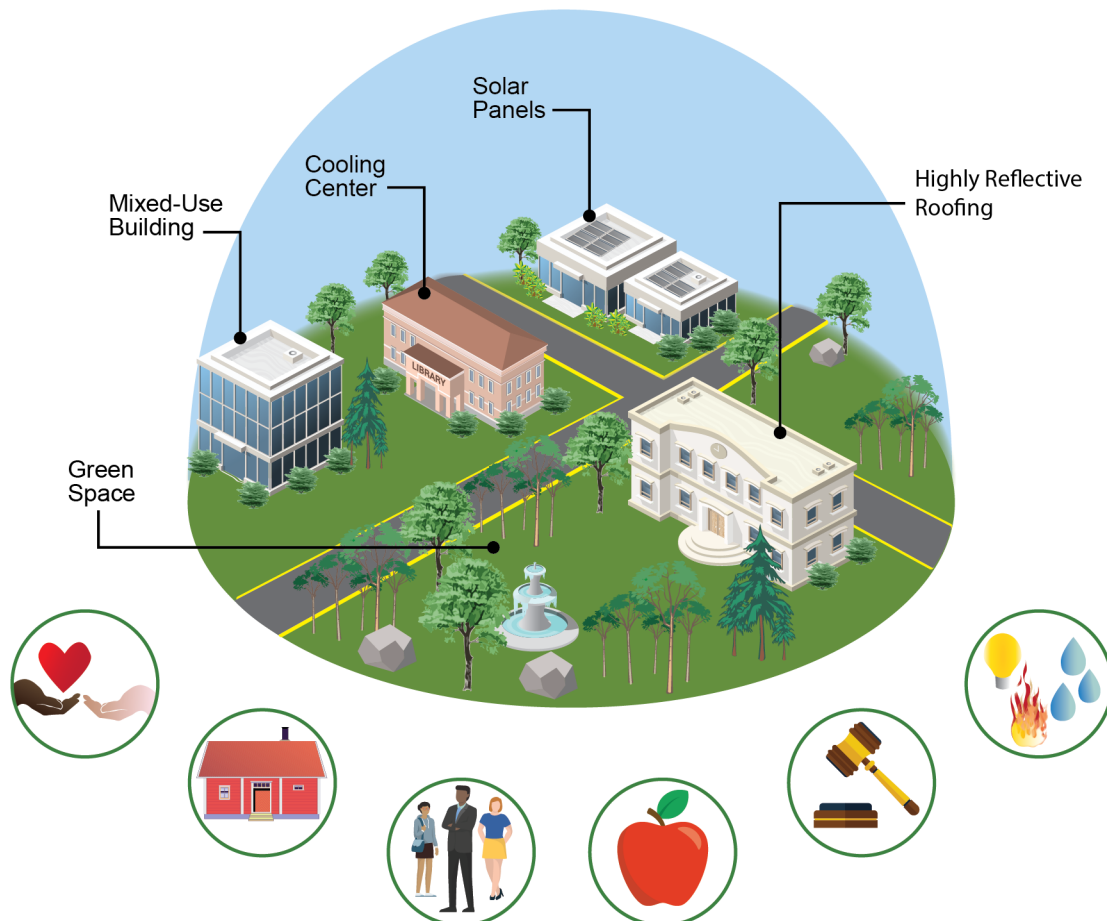 Solar
Panels
Cooling
Center
Highly Reflective
Roofing
Mixed-Use
Building
LIBRARY
Green
Space